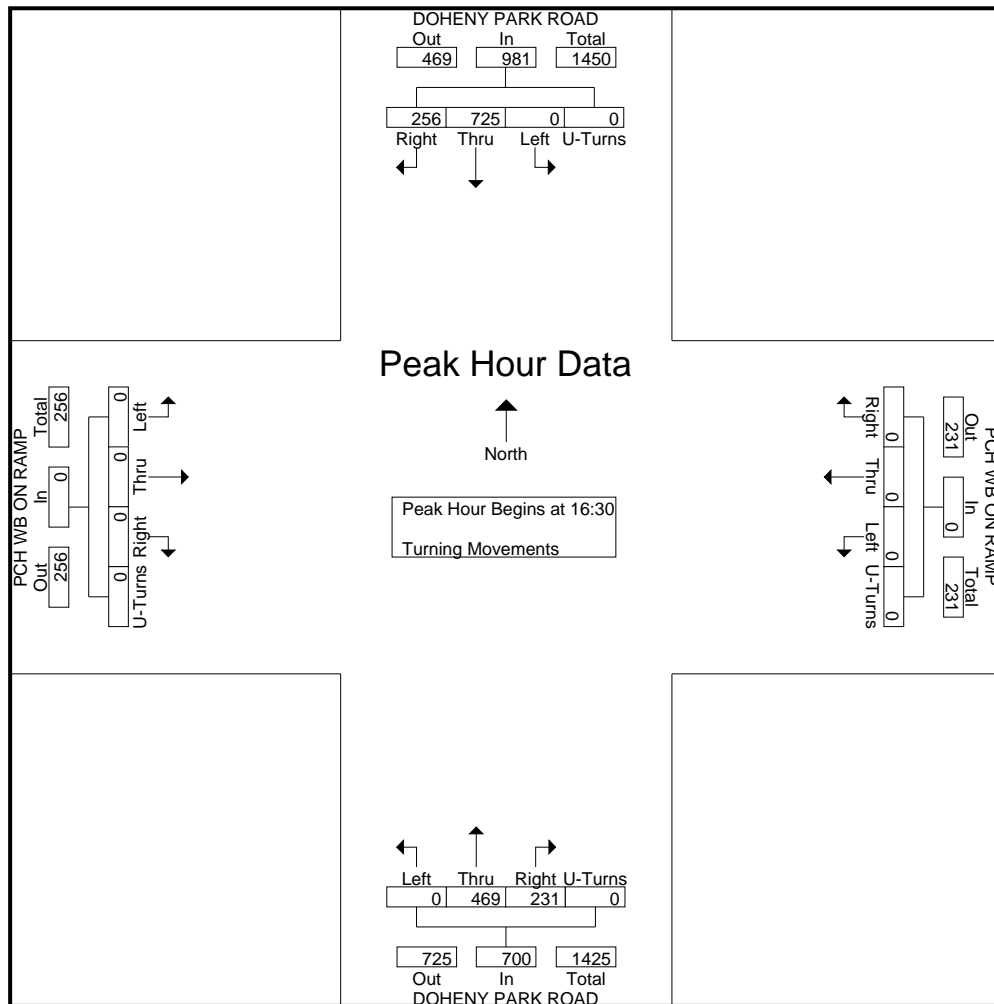 DOHENY PARK ROAD
Out In Total
469 981 1450
256 725 0 0
Right Thru Left U-Turns
Peak Hour Data
North
Peak Hour Begins at 16:30
Turning Movements
PCH WB ON RAMP
Total In Out
256 0 256
0 0 0 0
Left Thru Right U-Turns
PCH WB ON RAMP
Out In Total
231 0 231
Right Thru Left U-Turns
0 0 0 0
Left Thru Right U-Turns
0 469 231 0
725 700 1425
Out In Total
DOHENY PARK ROAD